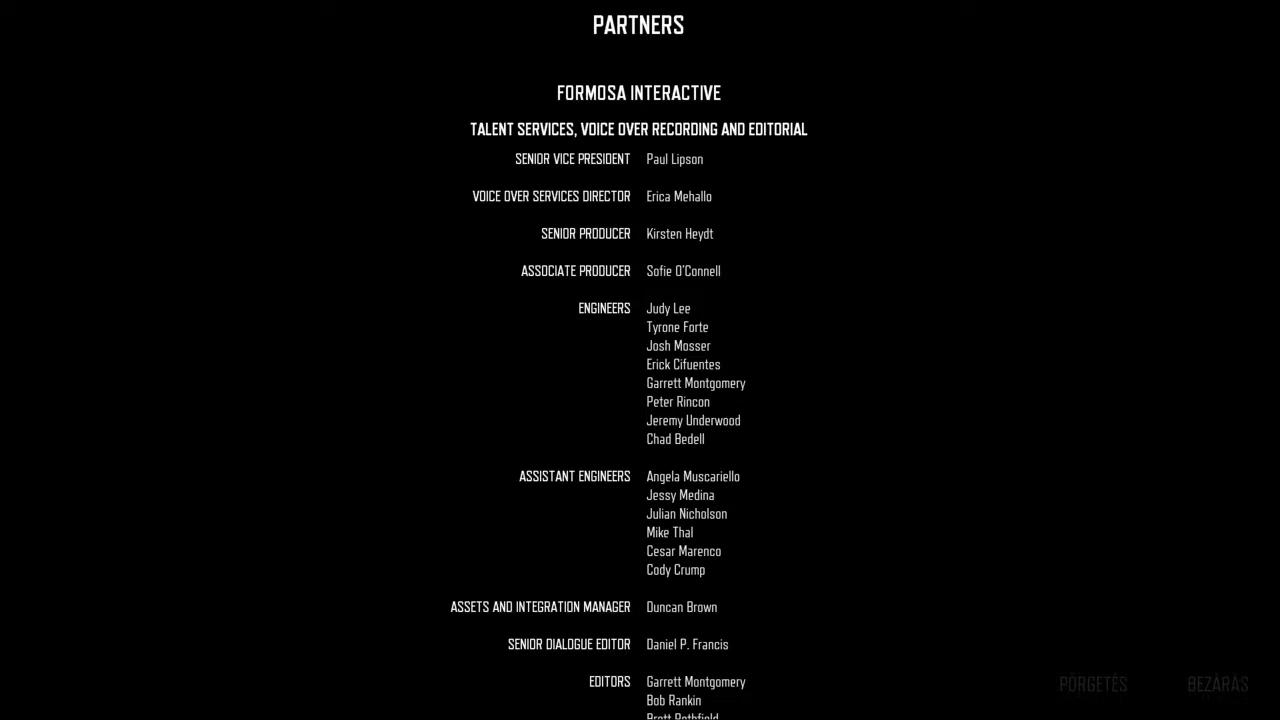 PARTNERS
FORMOSA INTERACTIVE
TALENT SERVICES, VOICE OVER RECORDING AND EDITORIAL
SENIOR VICE PRESIDENT Paul Lipson
VOICE OVER SERVICES DIRECTOR Erica Mehallo
SENIOR PRODUCER Kirsten Heydt
ASSOCIATE PRODUCER Sofie O'Connell
ENGINEERS Judy Lee
Tyrone Forte
Josh Mosser
Erick Cifuentes
Garrett Montgomery
Peter Rincon
Jeremy Underwood
Chad Bedell
ASSISTANT ENGINEERS Angela Muscariello
Jessy Medina
Julian Nicholson
Mike Thal
Cesar Marenco
Cody Crump
ASSETS AND INTEGRATION MANAGER Duncan Brown
SENIOR DIALOGUE EDITOR Daniel P. Francis
EDITORS Garrett Montgomery
Bob Rankin
Brett Rothfield
PÖRGETÉS BEZÁRÁS